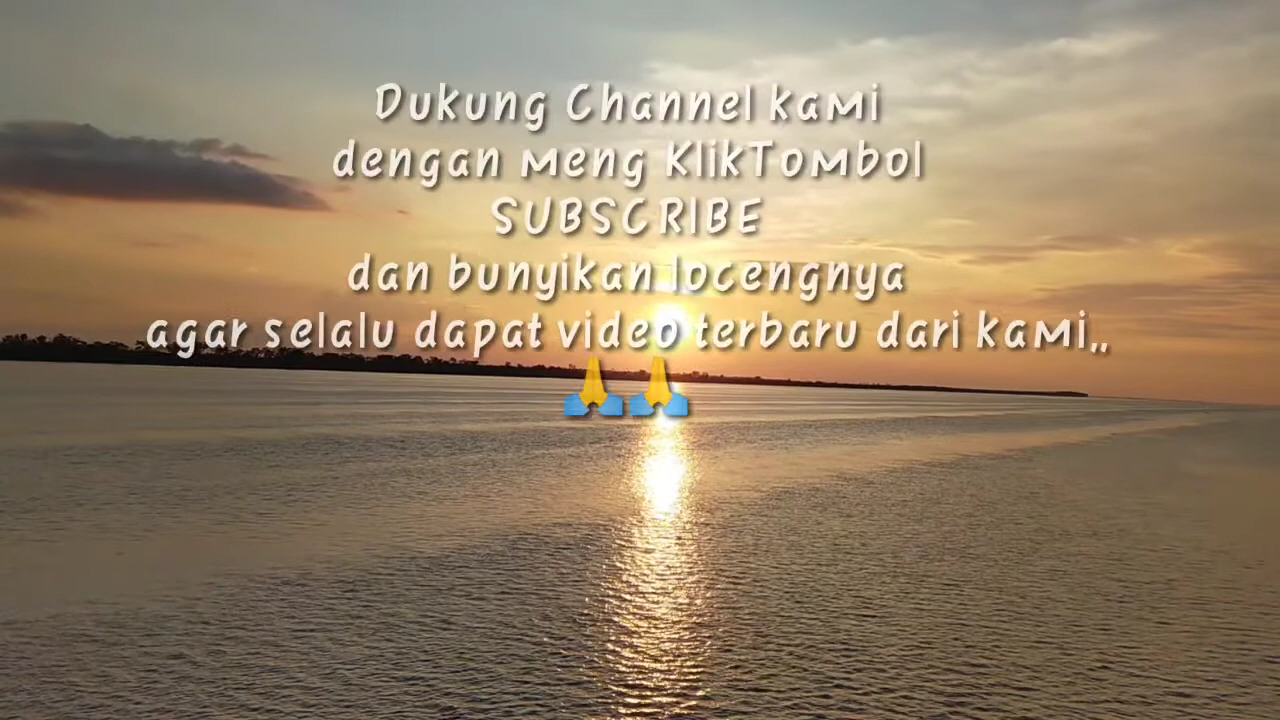 Dukung Channel kami
dengan meng KlikTombol
SUBSCRIBE
dan bunyikan locengnya
agar selalu dapat video terbaru dari kami,,
🙏🙏